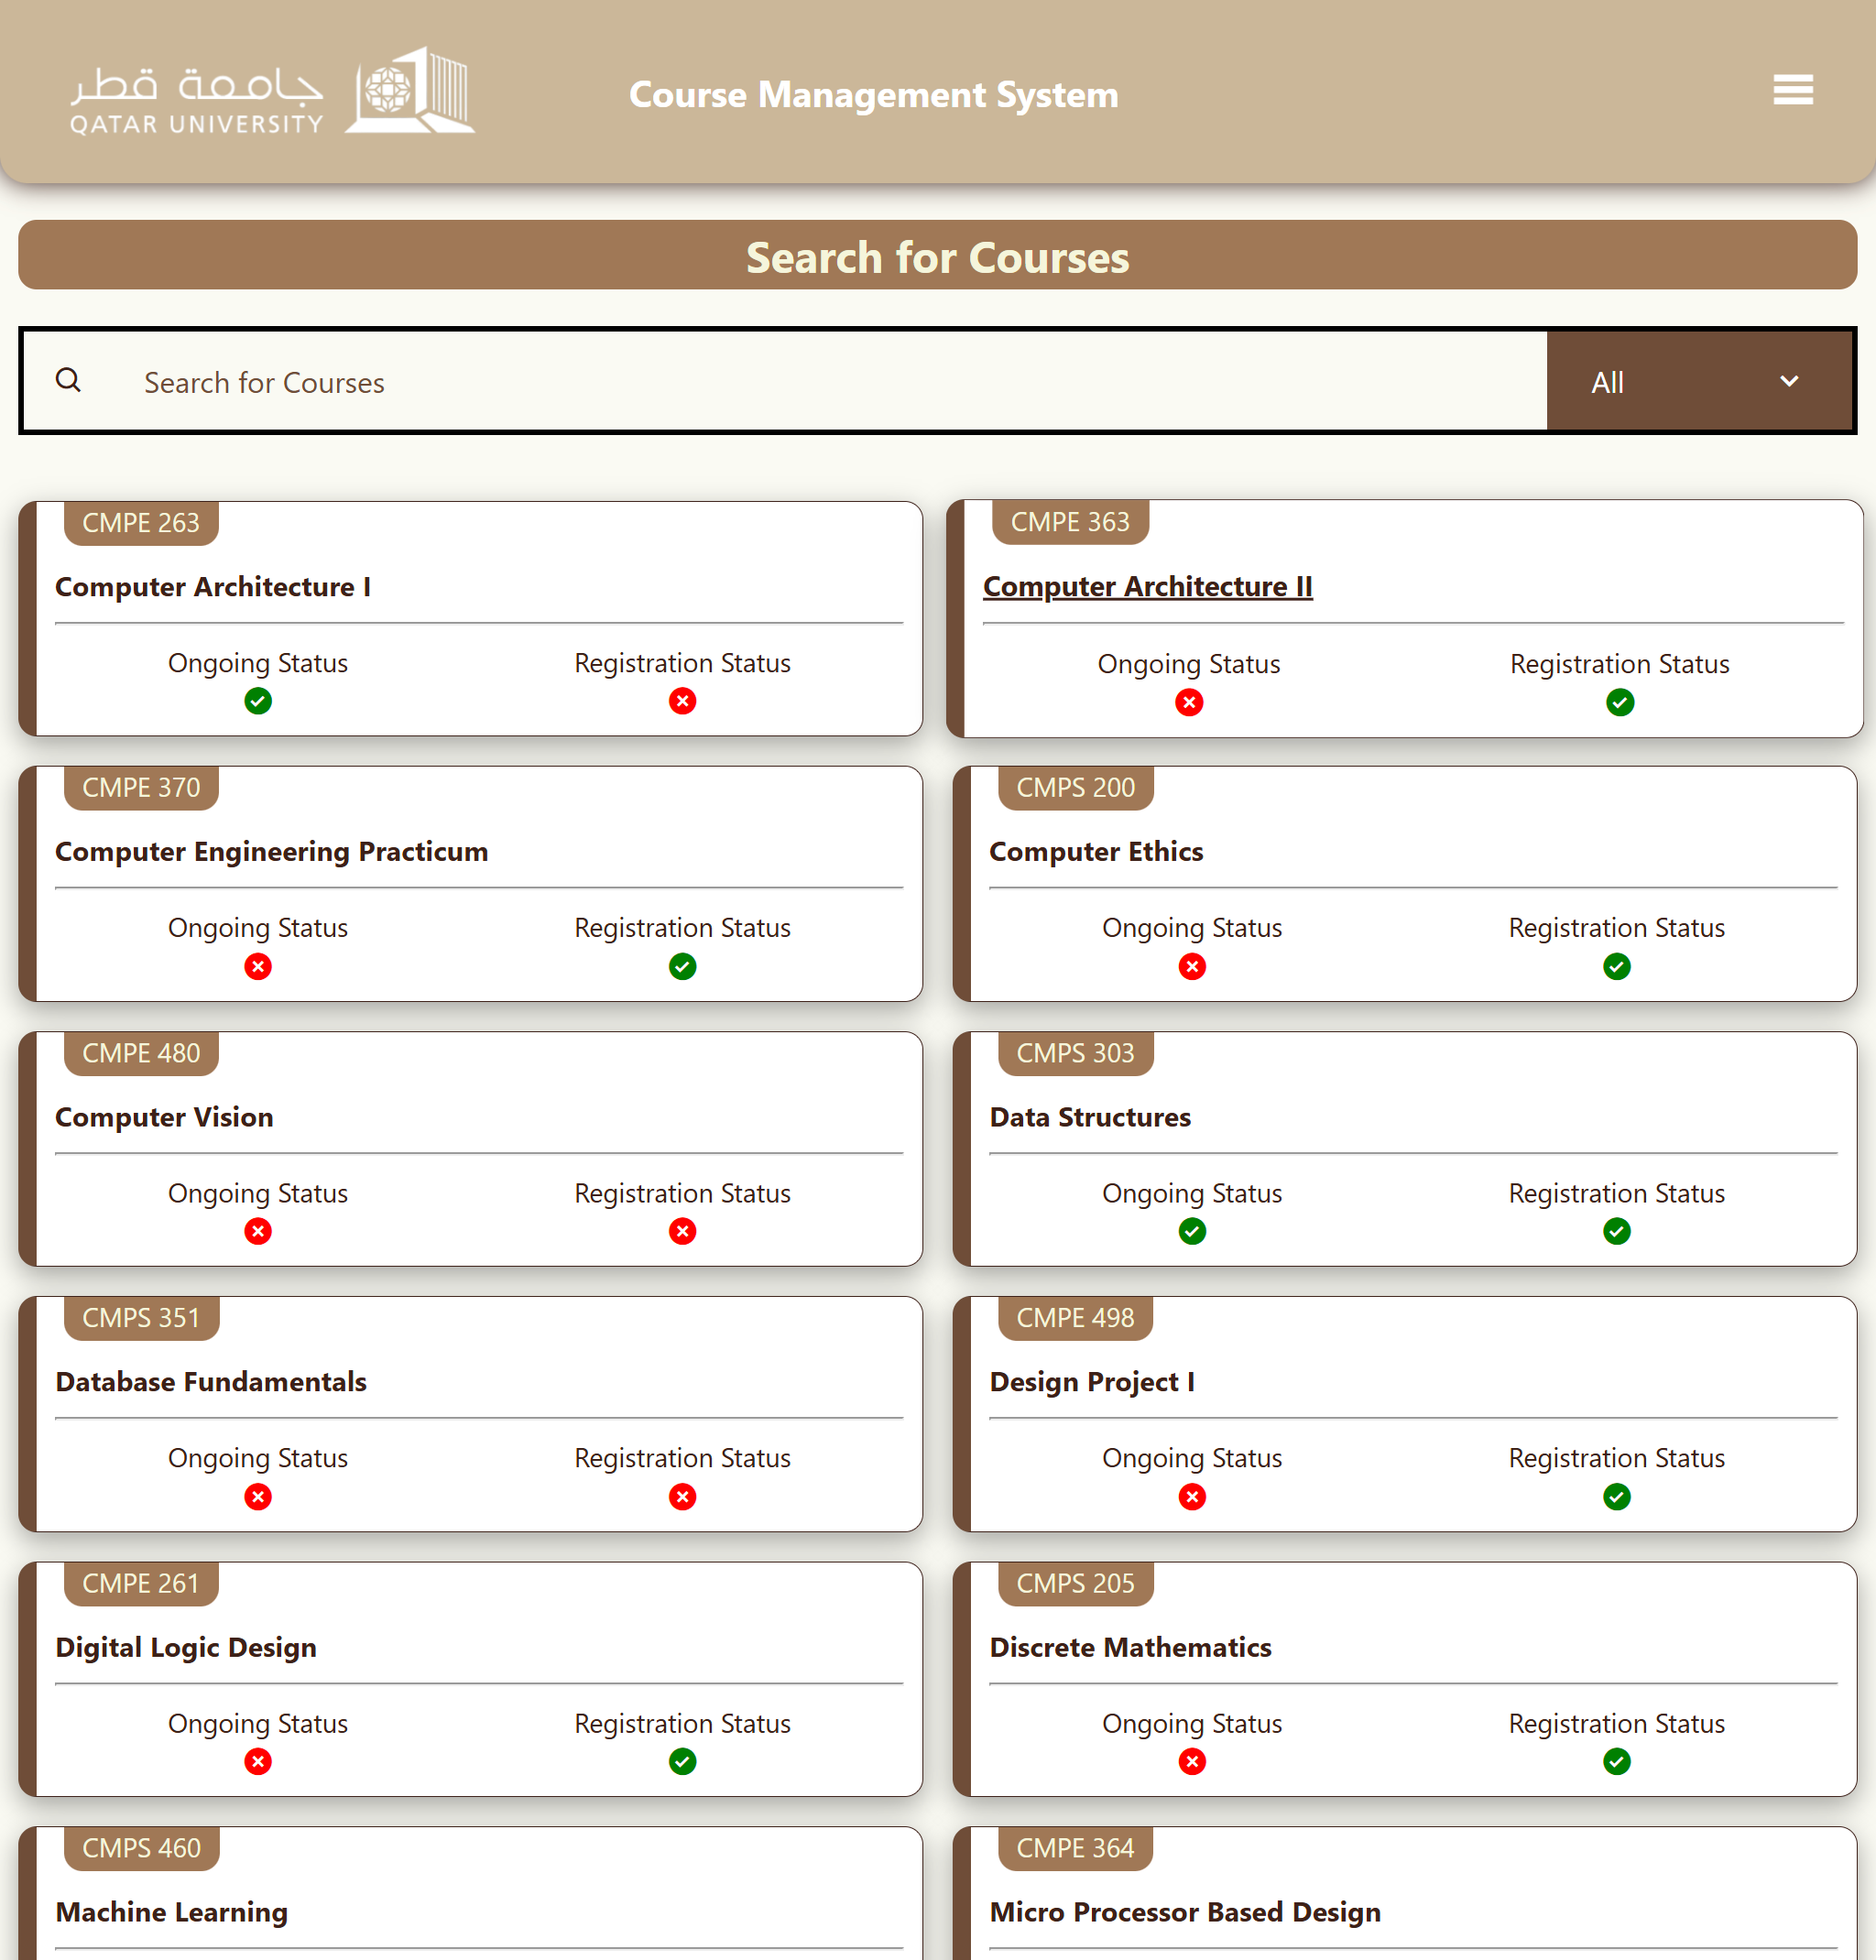 جامعة قطر
QATAR UNIVERSITY
Course Management System
Search for Courses
Search for Courses
All
CMPE 263
Computer Architecture I
Ongoing Status
Registration Status
CMPE 363
Computer Architecture II
Ongoing Status
Registration Status
CMPE 370
Computer Engineering Practicum
Ongoing Status
Registration Status
CMPS 200
Computer Ethics
Ongoing Status
Registration Status
CMPE 480
Computer Vision
Ongoing Status
Registration Status
CMPS 303
Data Structures
Ongoing Status
Registration Status
CMPS 351
Database Fundamentals
Ongoing Status
Registration Status
CMPE 498
Design Project I
Ongoing Status
Registration Status
CMPE 261
Digital Logic Design
Ongoing Status
Registration Status
CMPS 205
Discrete Mathematics
Ongoing Status
Registration Status
CMPS 460
Machine Learning
CMPE 364
Micro Processor Based Design